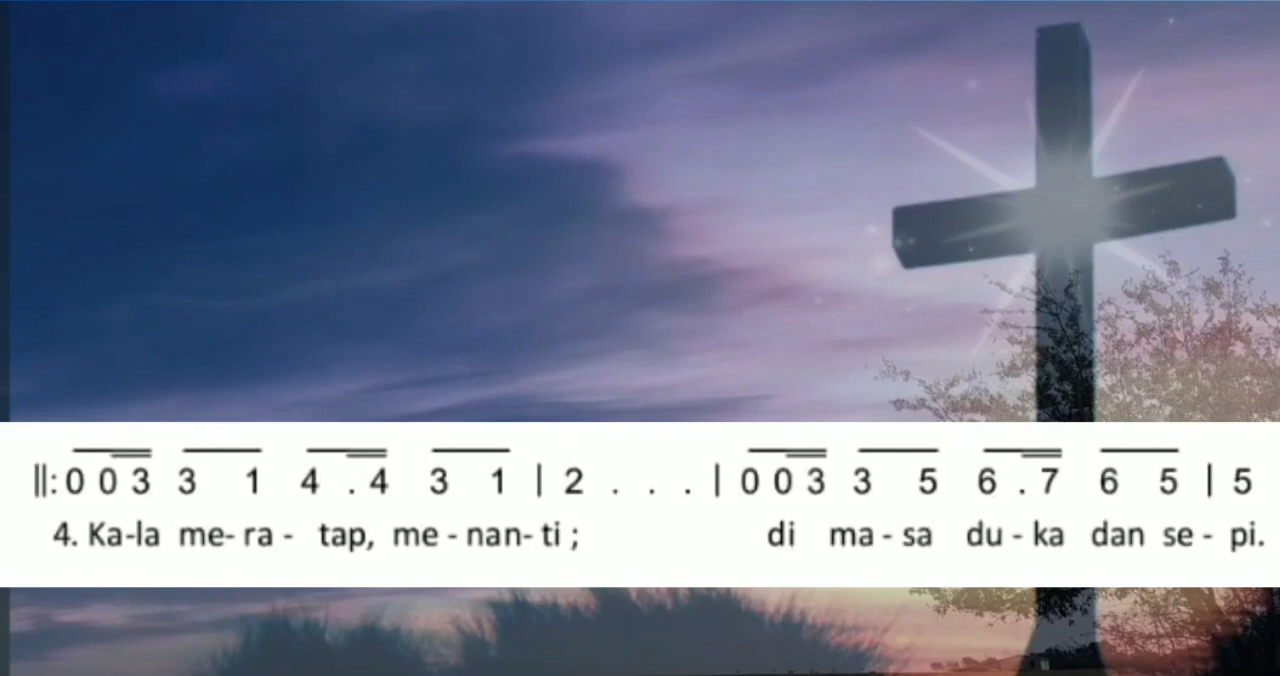 ||: 0 0 3 3 1 4 . 4 3 1 | 2 . . . | 0 0 3 3 5 6 . 7 6 5 | 5
4. Ka-la me- ra - tap, me - nan- ti ; di ma - sa du - ka dan se - pi.